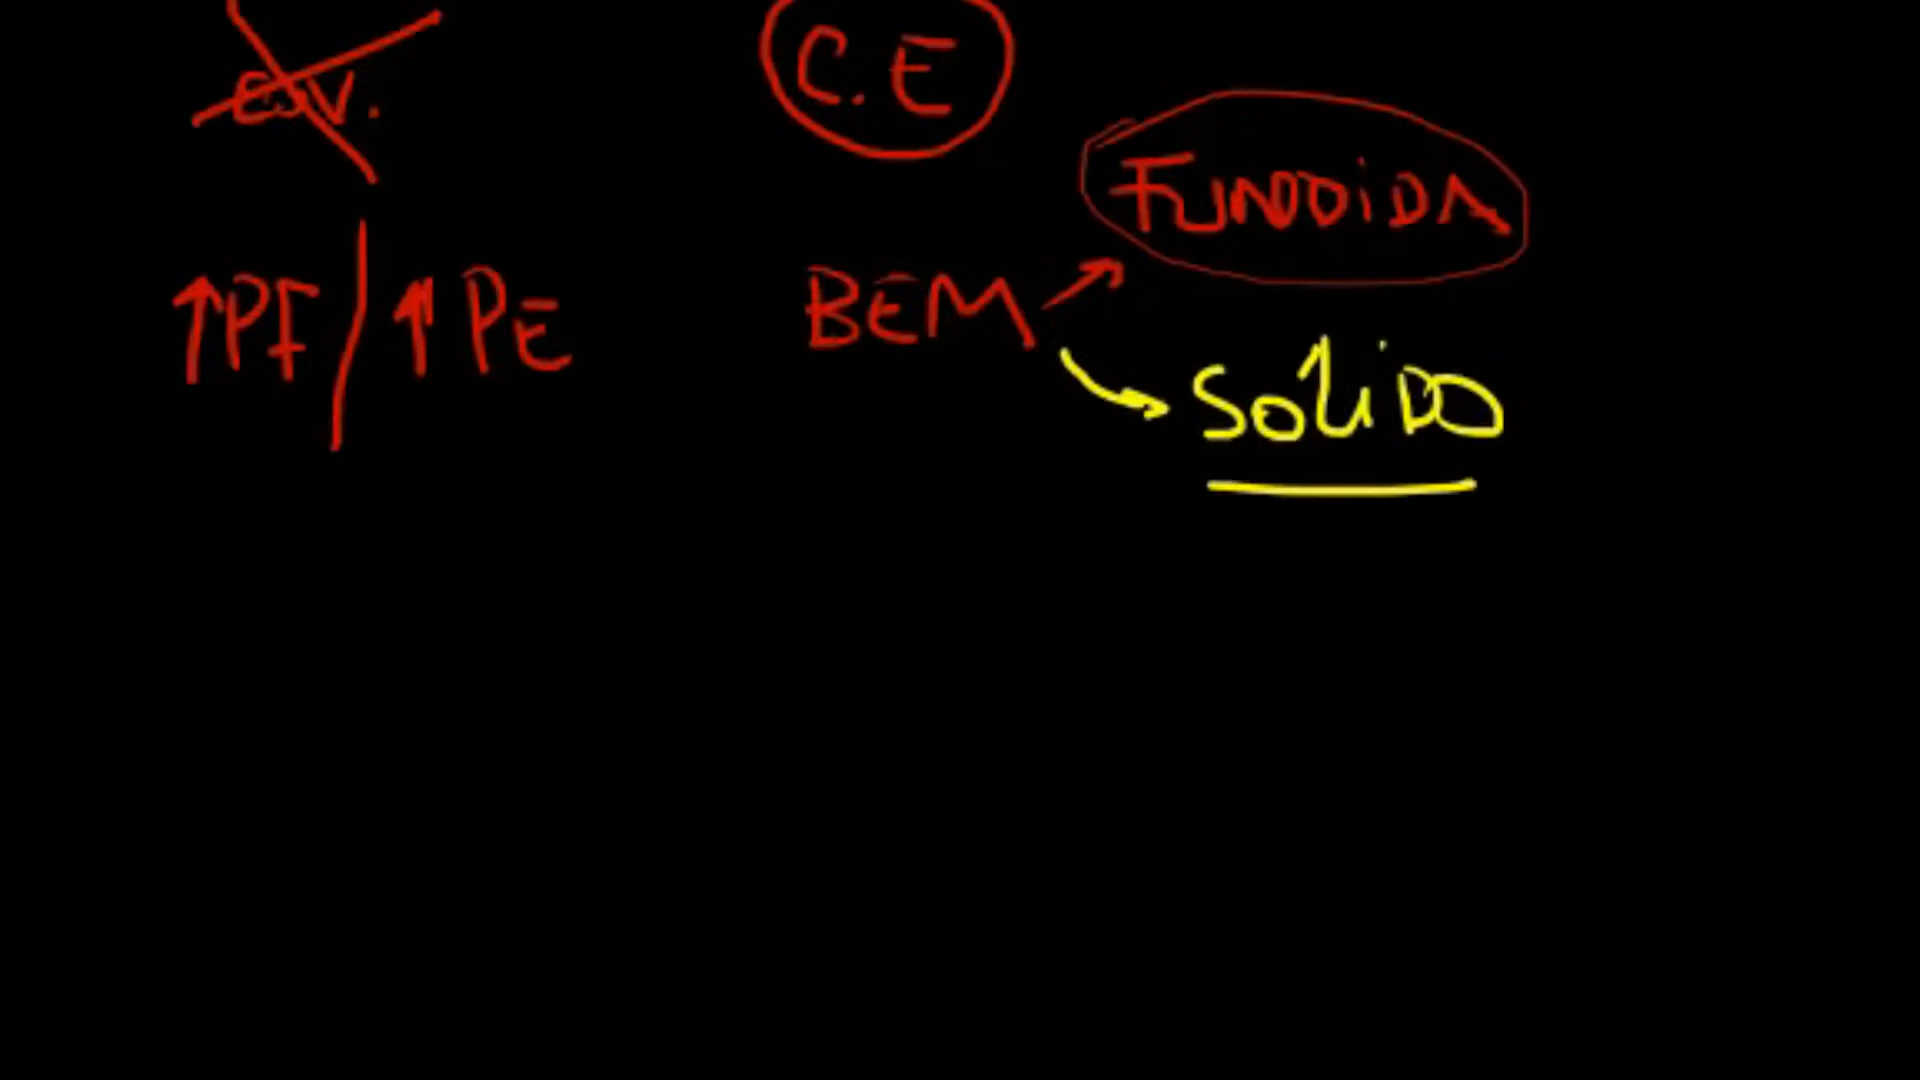 C.E
FUNDIDA
↑PF / ↑PE
BEM
SOLIDO